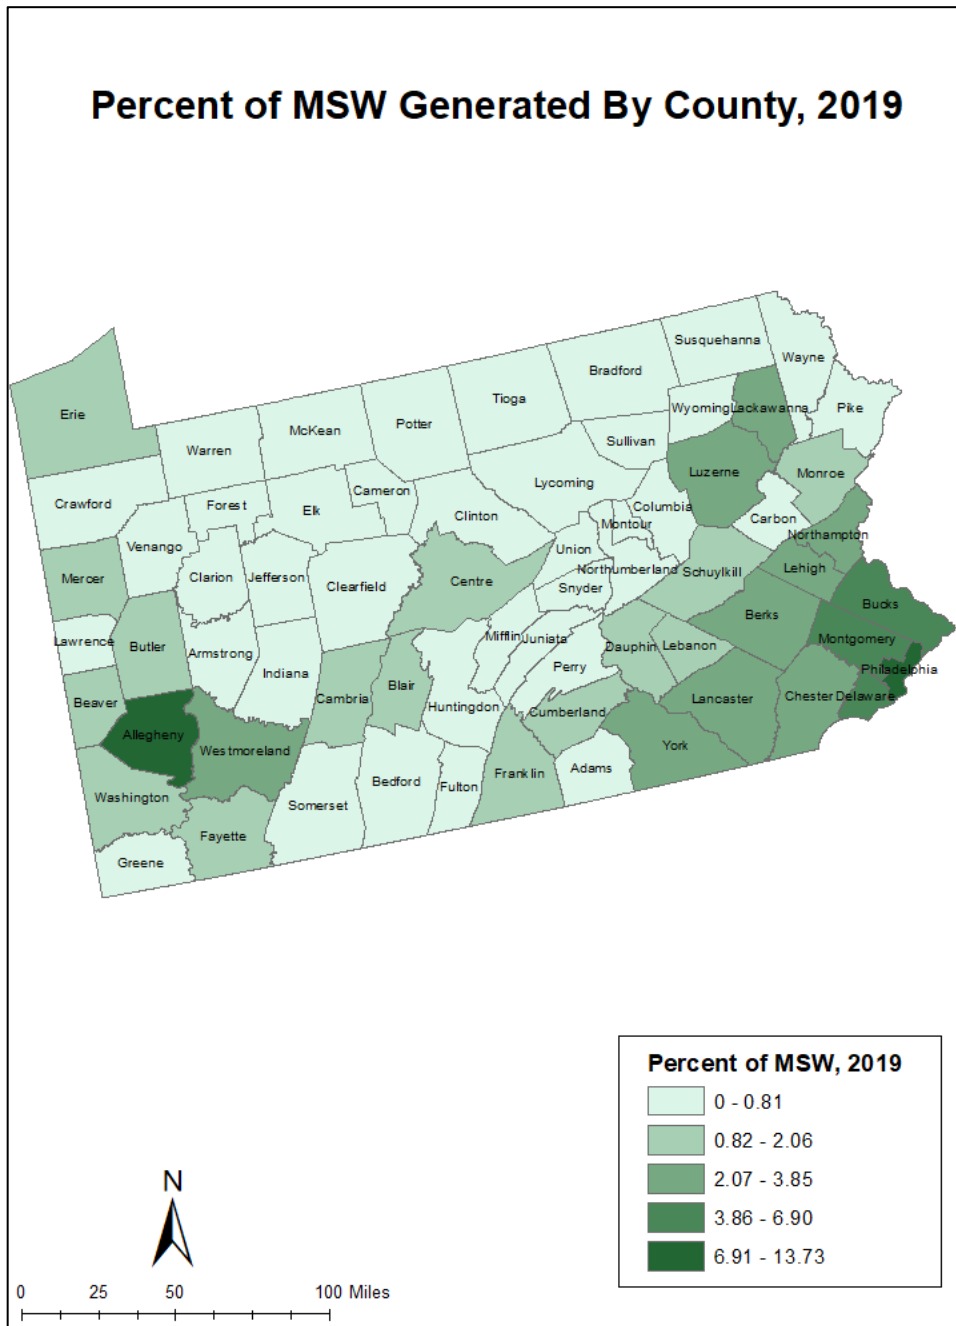 Percent of MSW Generated By County, 2019
Susquehanna
Wayne
Bradford
Tioga
Erie
Potter
McKean
Warren
Wyoming
Lackawanna
Pike
Sullivan
Luzerne
Monroe
Lycoming
Crawford
Forest
Elk
Cameron
Clinton
Columbia
Montour
Carbon
Venango
Union
Northampton
Mercer
Clarion
Jefferson
Clearfield
Centre
Northumberland
Snyder
Schuylkill
Lehigh
Bucks
Berks
Lawrence
Butler
Armstrong
Indiana
Mifflin
Juniata
Perry
Dauphin
Lebanon
Montgomery
Philadelphia
Beaver
Cambria
Blair
Huntingdon
Cumberland
Lancaster
Chester
Delaware
Allegheny
Westmoreland
York
Washington
Somerset
Bedford
Fulton
Franklin
Adams
Fayette
Greene
Percent of MSW, 2019
0 - 0.81
0.82 - 2.06
2.07 - 3.85
3.86 - 6.90
6.91 - 13.73
N
0 25 50 100 Miles